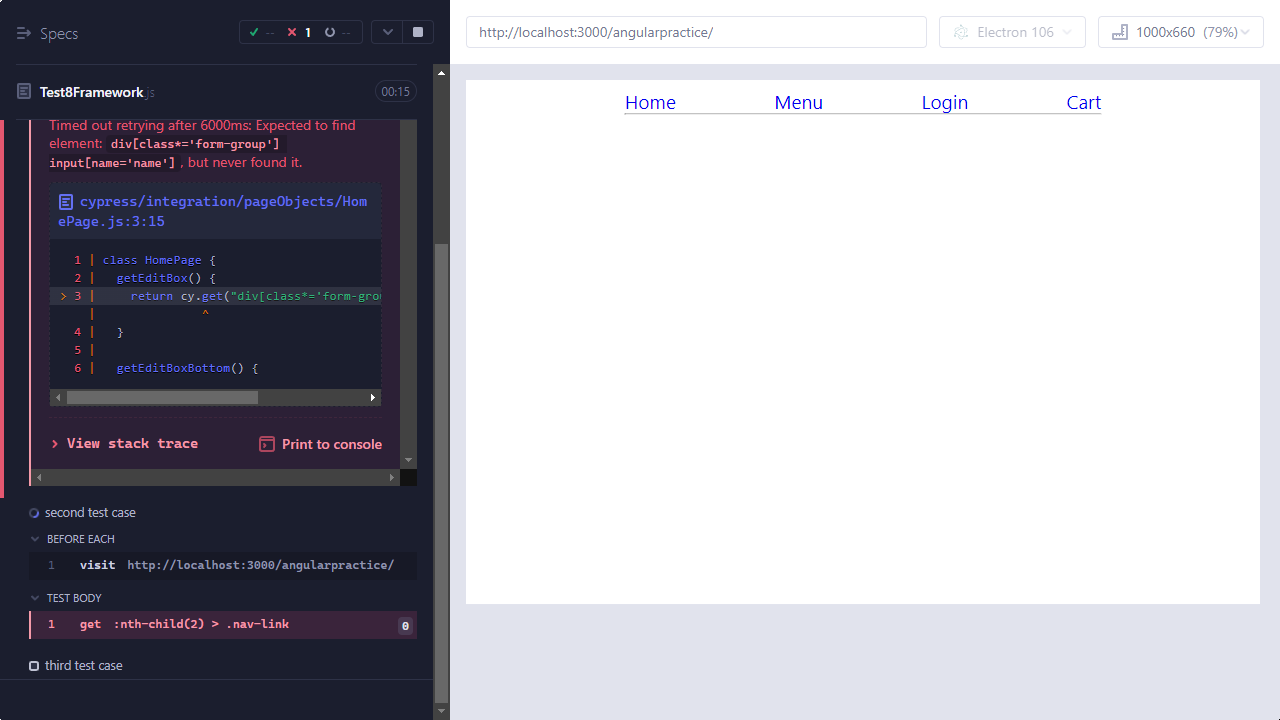 Specs
-- 1 --
Test8Framework.js 00:15
Timed out retrying after 6000ms: Expected to find
element: div[class*='form-group']
input[name='name'], but never found it.
cypress/integration/pageObjects/Hom
ePage.js:3:15
1 | class HomePage {
2 | getEditBox() {
> 3 | return cy.get("div[class*='form-grou
| ^
4 | }
5 |
6 | getEditBoxBottom() {
View stack trace Print to console
second test case
BEFORE EACH
1 visit http://localhost:3000/angularpractice/
TEST BODY
1 get :nth-child(2) > .nav-link 0
third test case
http://localhost:3000/angularpractice/ Electron 106 1000x660 (79%)
Home Menu Login Cart